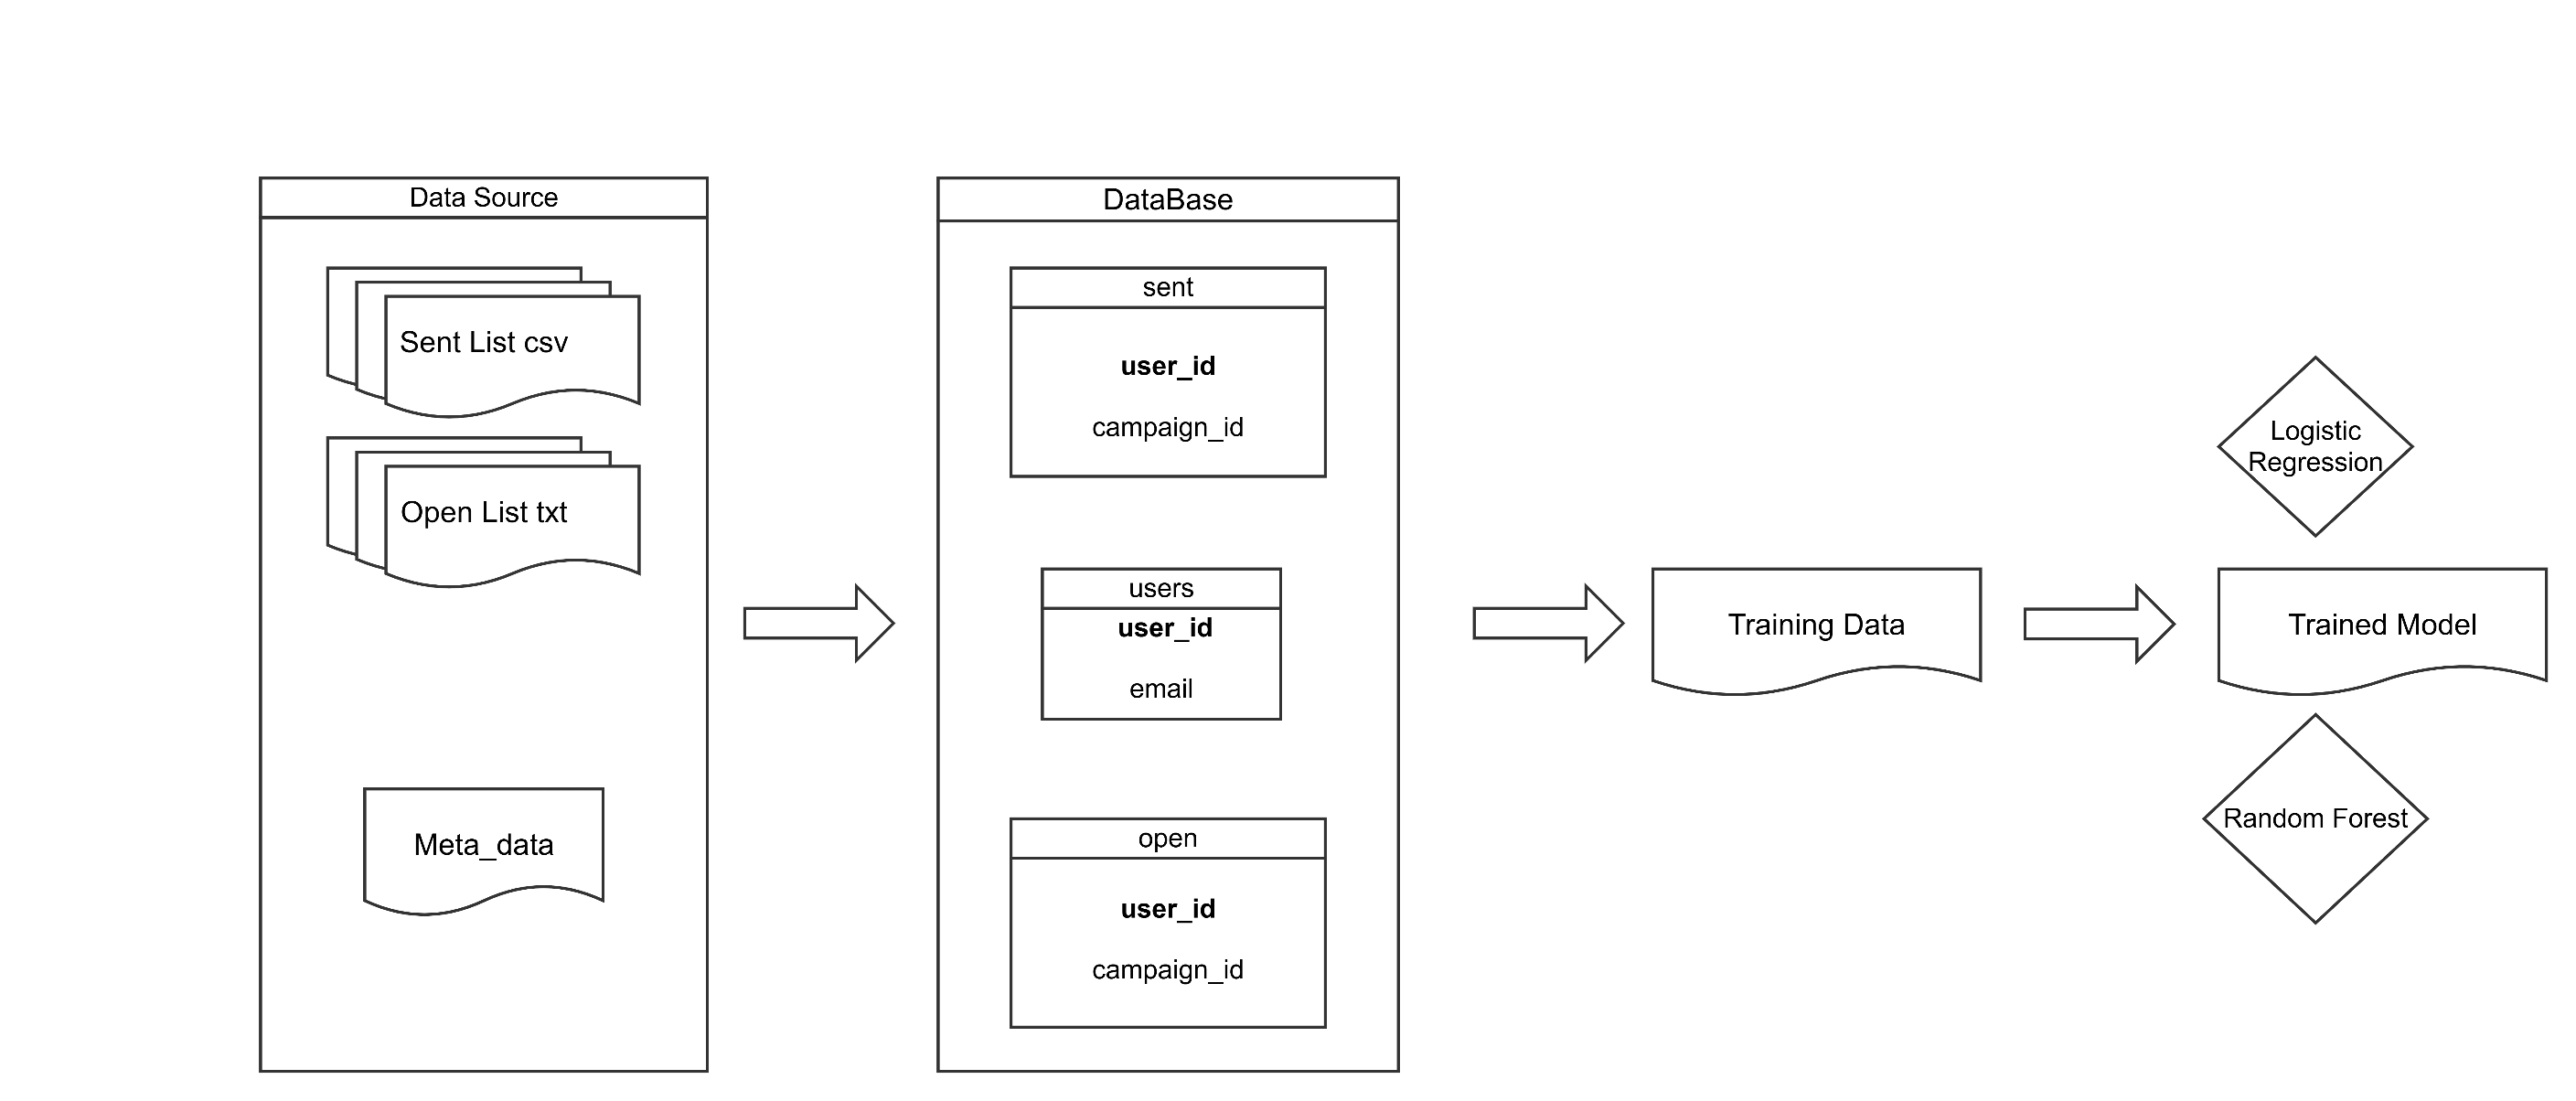 Data Source
Sent List csv
Open List txt
Meta_data
DataBase
sent
user_id
campaign_id
users
user_id
email
open
user_id
campaign_id
Training Data
Logistic
Regression
Trained Model
Random Forest